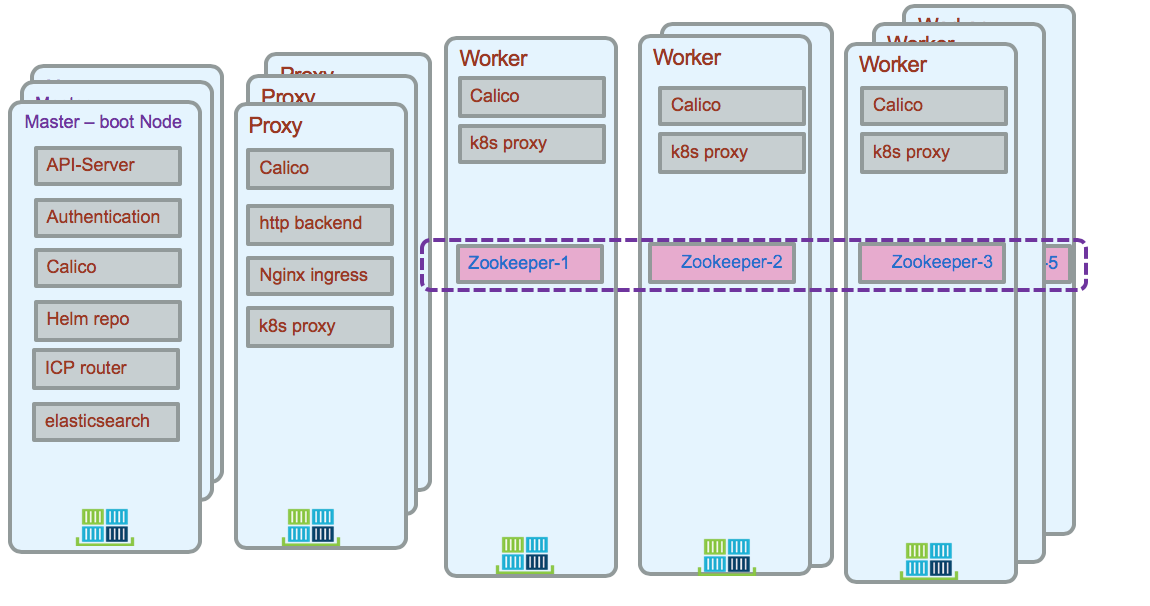 Master – boot Node
API-Server
Authentication
Calico
Helm repo
ICP router
elasticsearch
Proxy
Proxy
Proxy
Calico
http backend
Nginx ingress
k8s proxy
Worker
Calico
k8s proxy
Zookeeper-1
Worker
Calico
k8s proxy
Zookeeper-2
Worker
Worker
Worker
Calico
k8s proxy
Zookeeper-3
-5